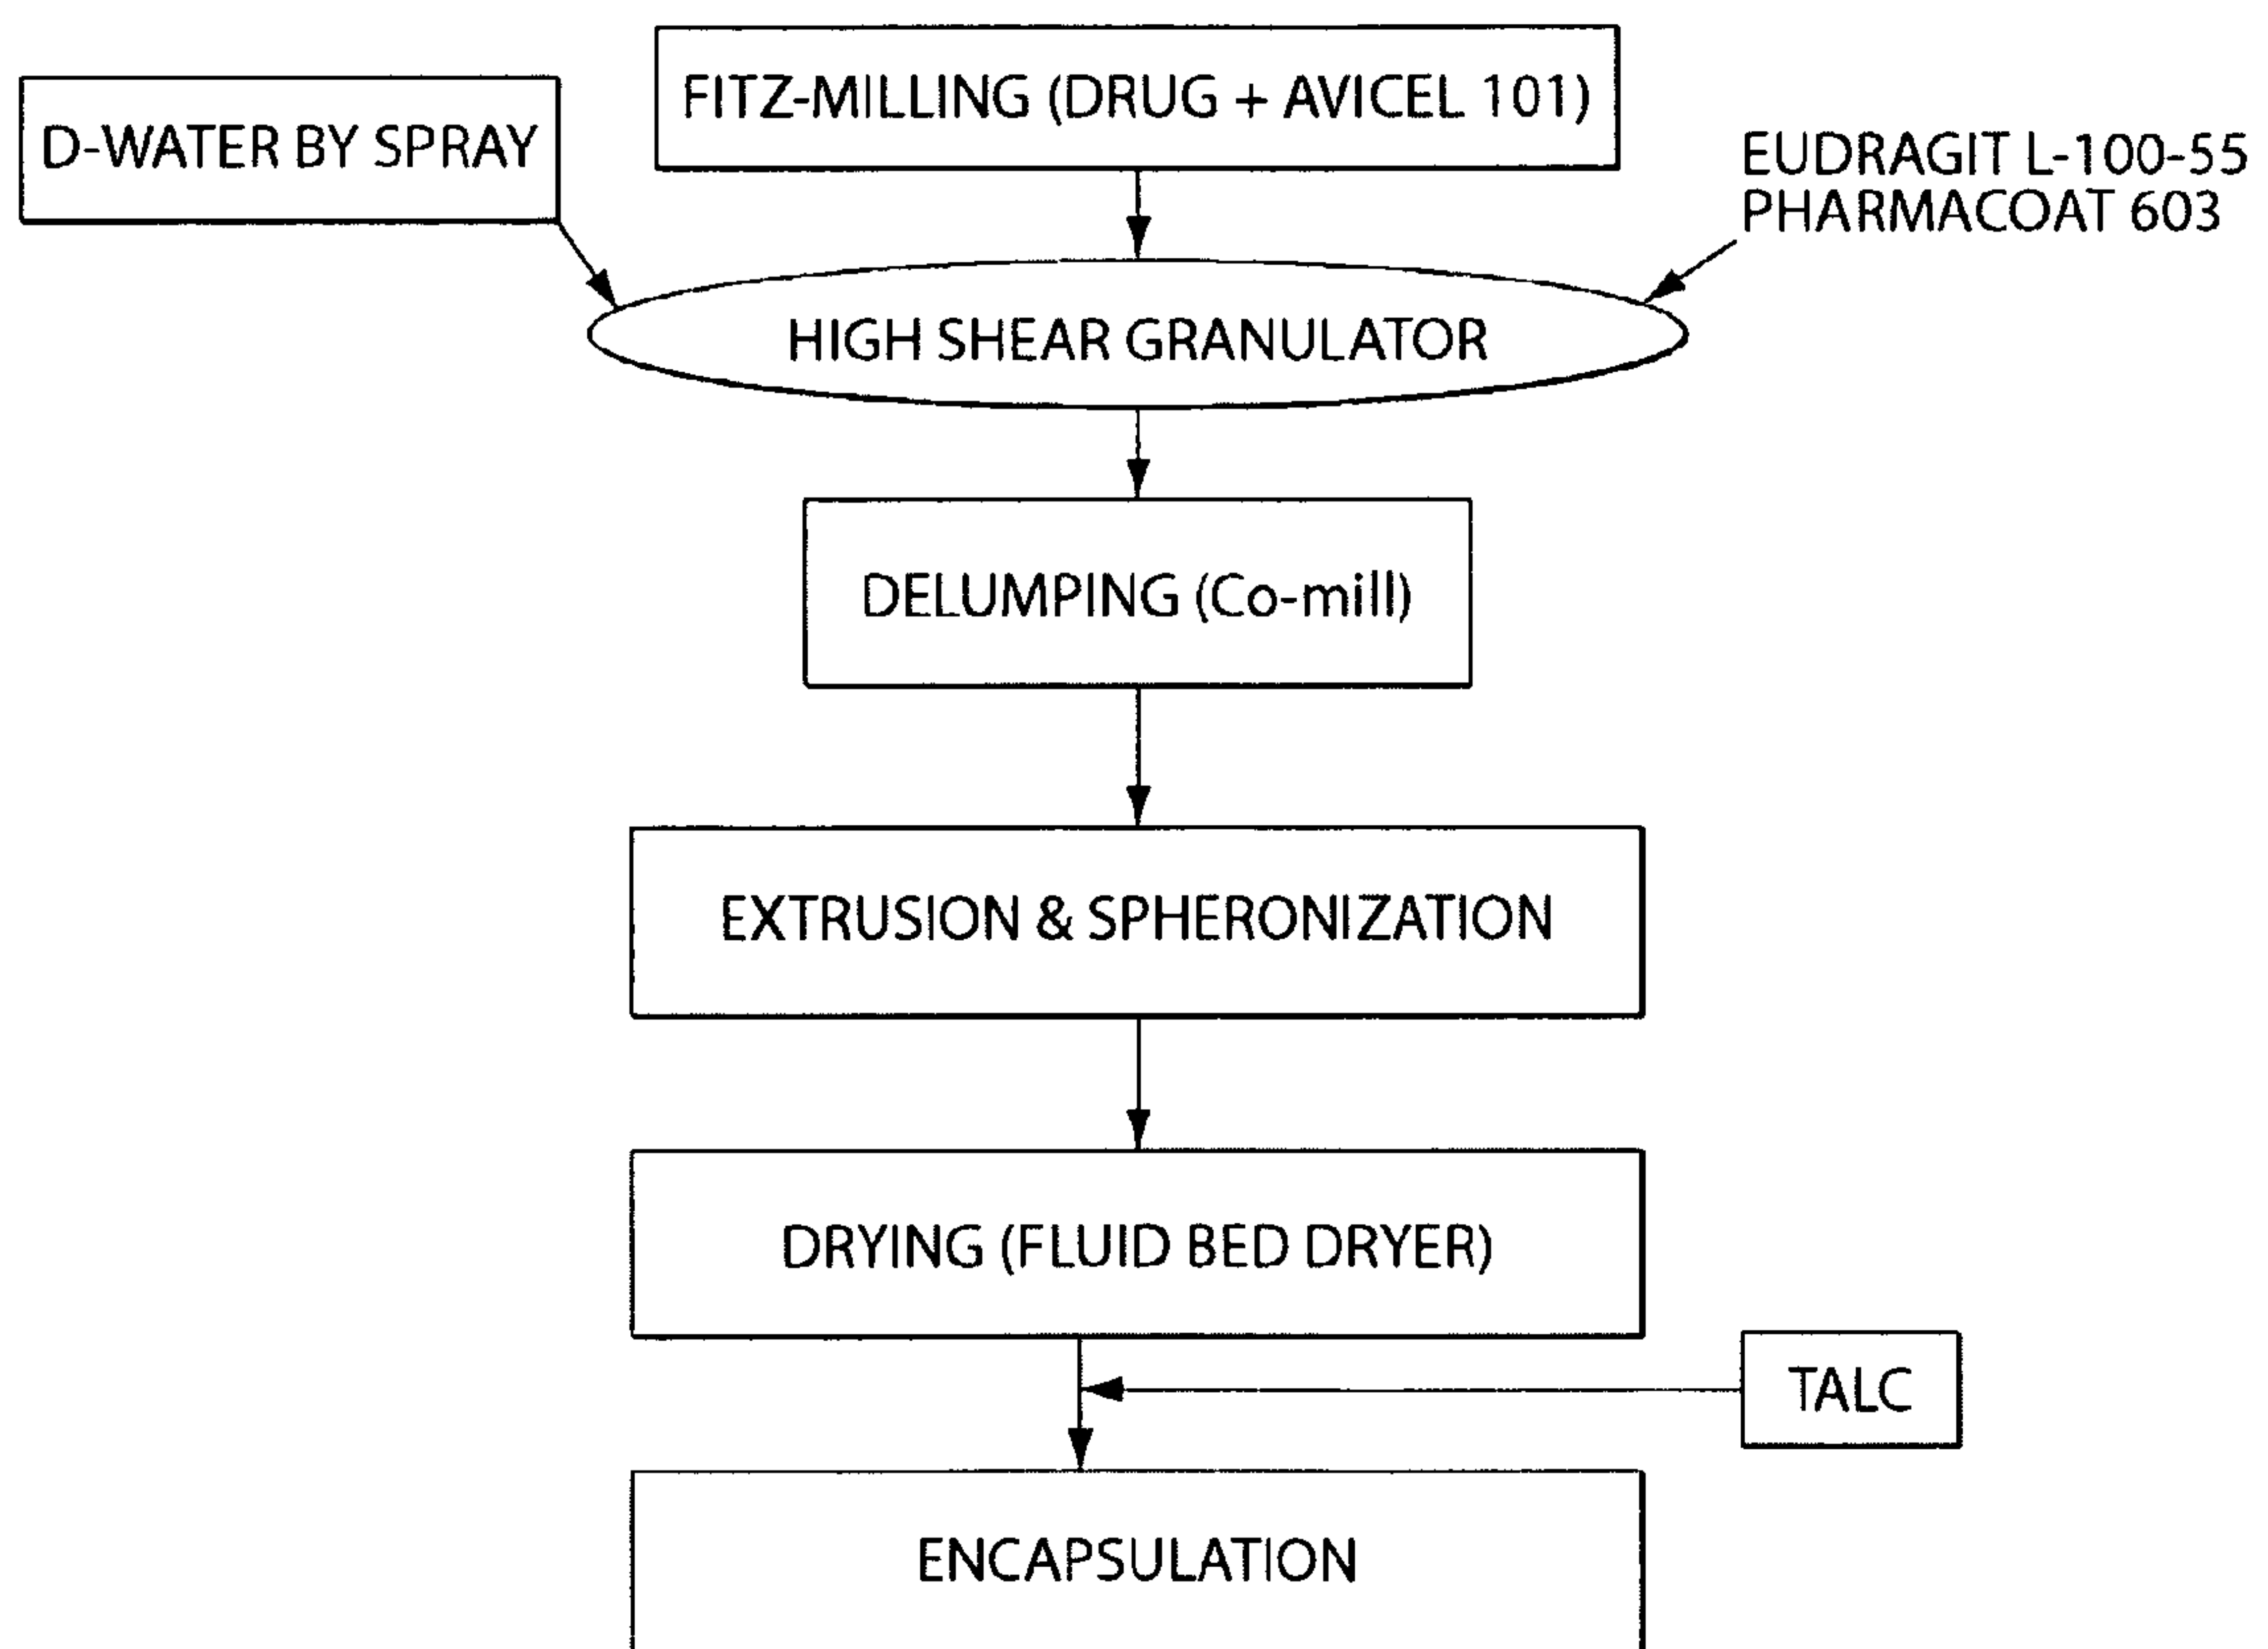 FITZ-MILLING (DRUG + AVICEL 101)
D-WATER BY SPRAY
EUDRAGIT L-100-55
PHARMACOAT 603
HIGH SHEAR GRANULATOR
DELUMPING (Co-mill)
EXTRUSION & SPHERONIZATION
DRYING (FLUID BED DRYER)
TALC
ENCAPSULATION